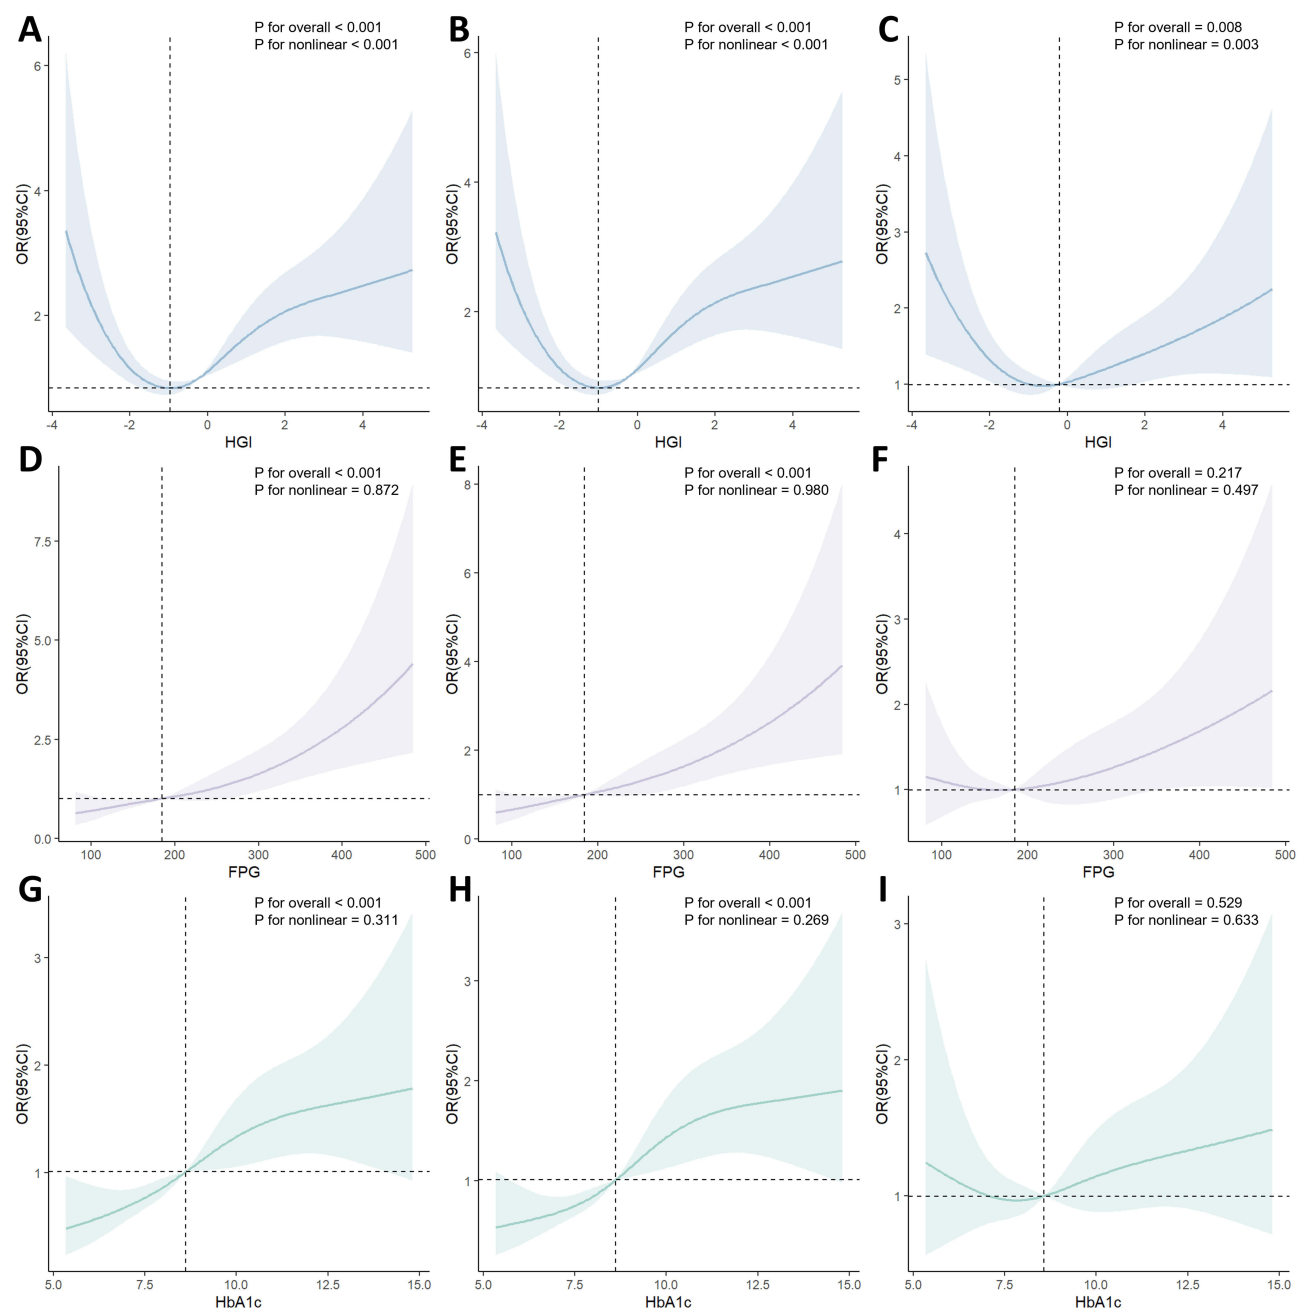 A
P for overall < 0.001
P for nonlinear < 0.001
OR(95%CI)
6
4
2
-4 -2 0 2 4
HGI
B
P for overall < 0.001
P for nonlinear < 0.001
OR(95%CI)
6
4
2
-4 -2 0 2 4
HGI
C
P for overall = 0.008
P for nonlinear = 0.003
OR(95%CI)
5
4
3
2
1
-4 -2 0 2 4
HGI
D
P for overall < 0.001
P for nonlinear = 0.872
OR(95%CI)
7.5
5.0
2.5
0.0
100 200 300 400 500
FPG
E
P for overall < 0.001
P for nonlinear = 0.980
OR(95%CI)
8
6
4
2
0
100 200 300 400 500
FPG
F
P for overall = 0.217
P for nonlinear = 0.497
OR(95%CI)
4
3
2
1
100 200 300 400 500
FPG
G
P for overall < 0.001
P for nonlinear = 0.311
OR(95%CI)
3
2
1
5.0 7.5 10.0 12.5 15.0
HbA1c
H
P for overall < 0.001
P for nonlinear = 0.269
OR(95%CI)
3
2
1
5.0 7.5 10.0 12.5 15.0
HbA1c
I
P for overall = 0.529
P for nonlinear = 0.633
OR(95%CI)
3
2
1
5.0 7.5 10.0 12.5 15.0
HbA1c